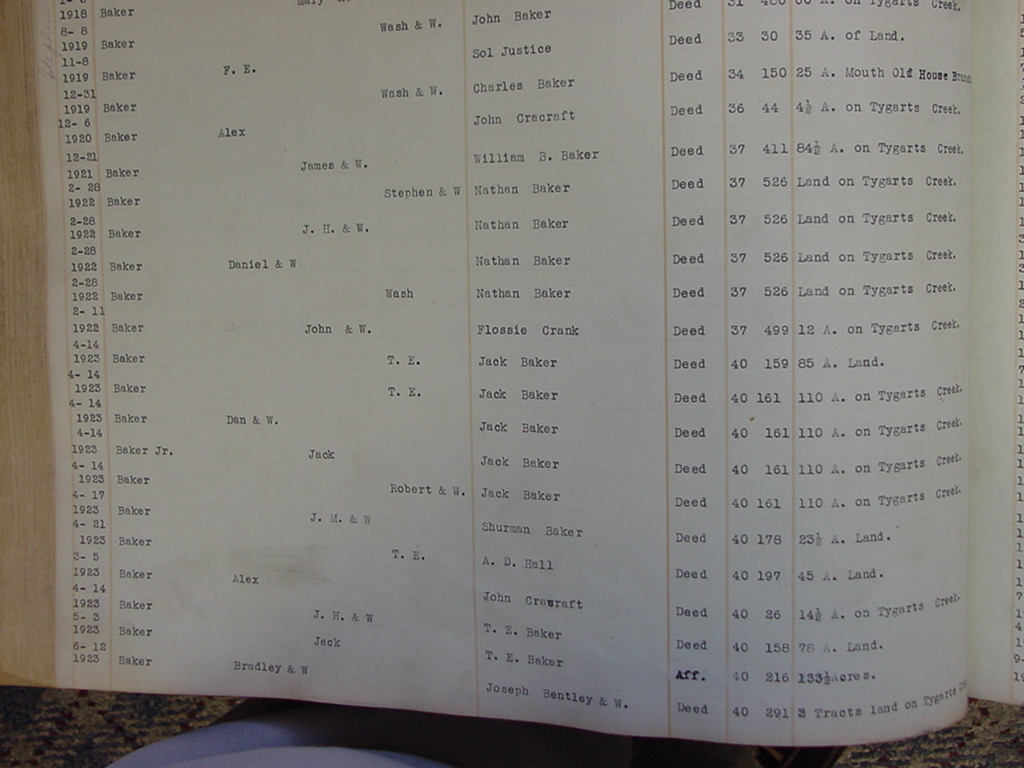 1918 Baker Mary
8- 8
1919 Baker Wash & W. John Baker Deed 31 480 A. on Tygarts Creek.
11-8
1919 Baker F. E. Sol Justice Deed 33 30 35 A. of Land.
12-31
1919 Baker Wash & W. Charles Baker Deed 34 150 25 A. Mouth Old House Branch
12- 6
1920 Baker Alex John Cracraft Deed 36 44 4½ A. on Tygarts Creek.
12-21
1921 Baker James & W. William B. Baker Deed 37 411 84½ A. on Tygarts Creek.
2- 28
1922 Baker Stephen & W Nathan Baker Deed 37 526 Land on Tygarts Creek.
2-28
1922 Baker J. H. & W. Nathan Baker Deed 37 526 Land on Tygarts Creek.
2-28
1922 Baker Daniel & W Nathan Baker Deed 37 526 Land on Tygarts Creek.
2-28
1922 Baker Wash Nathan Baker Deed 37 526 Land on Tygarts Creek.
2- 11
1922 Baker John & W. Flossie Crank Deed 37 499 12 A. on Tygarts Creek.
4-14
1923 Baker T. E. Jack Baker Deed 40 159 85 A. Land.
4- 14
1923 Baker T. E. Jack Baker Deed 40 161 110 A. on Tygarts Creek.
4- 14
1923 Baker Dan & W. Jack Baker Deed 40 161 110 A. on Tygarts Creek.
4-14
1923 Baker Jr. Jack Jack Baker Deed 40 161 110 A. on Tygarts Creek.
4- 14
1923 Baker Robert & W. Jack Baker Deed 40 161 110 A. on Tygarts Creek.
4- 17
1923 Baker J. M. & W Shurman Baker Deed 40 178 23½ A. Land.
4- 21
1923 Baker T. E. A. D. Hall Deed 40 197 45 A. Land.
3- 5
1923 Baker Alex John Crawraft Deed 40 26 14½ A. on Tygarts Creek.
4- 14
1923 Baker J. H. & W T. E. Baker Deed 40 158 78 A. Land.
5- 3
1923 Baker Jack T. E. Baker Aff. 40 216 133½Acres.
6- 12
1923 Baker Bradley & W Joseph Bentley & W. Deed 40 291 3 Tracts land on Tygarts